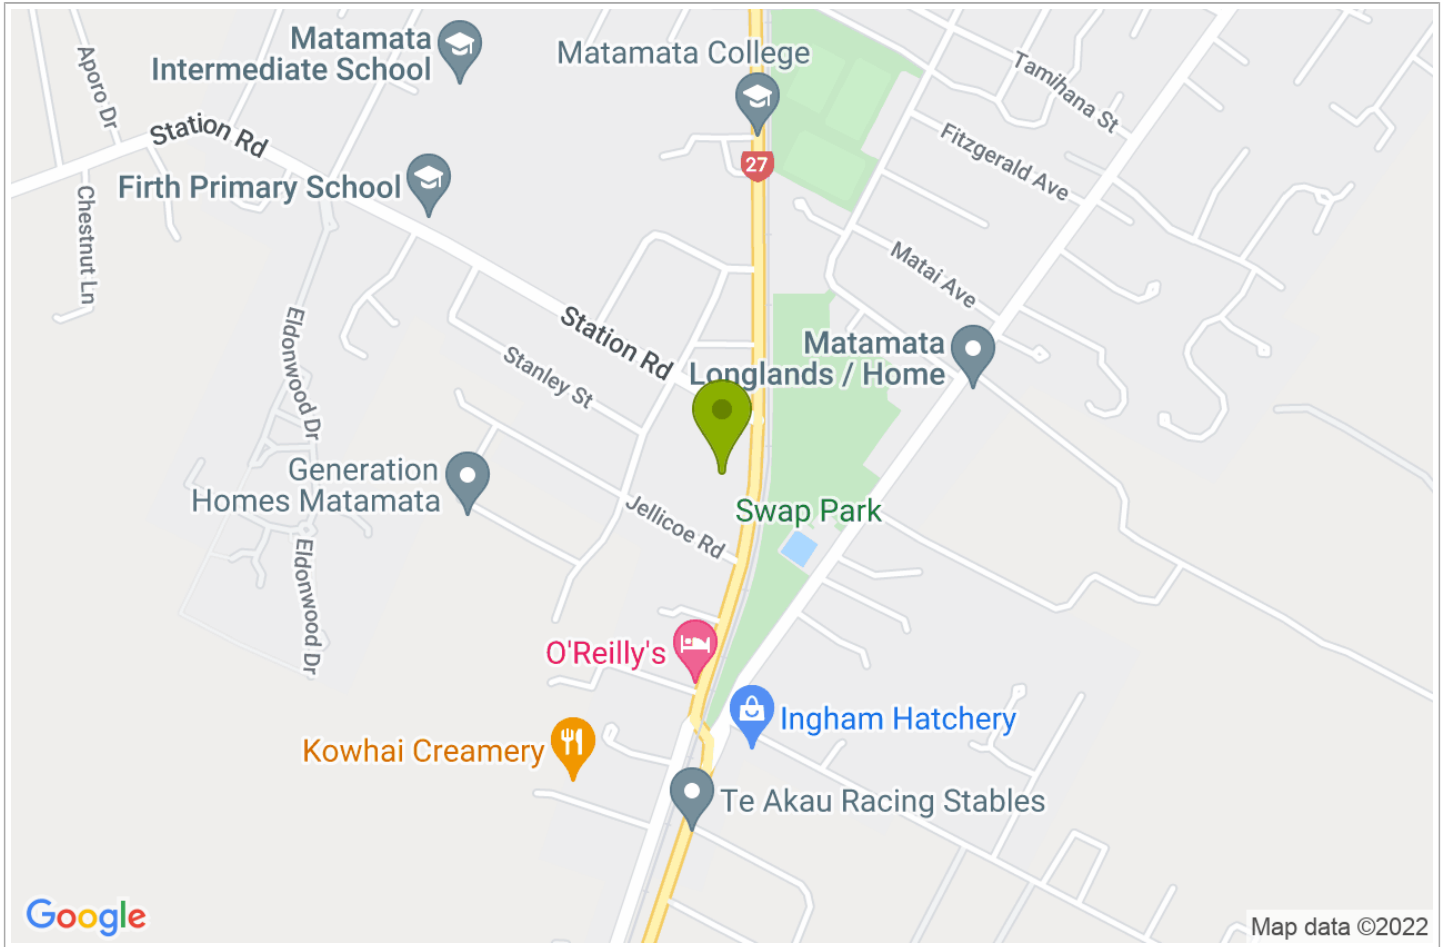 Matamata
Intermediate School
Matamata College
Aporo Dr
Station Rd
Tamihana St
Fitzgerald Ave
27
Firth Primary School
Chestnut Ln
Matai Ave
Eldonwood Dr
Station Rd
Stanley St
Matamata
Longlands / Home
Generation
Homes Matamata
Jellicoe Rd
Swap Park
Eldonwood Dr
O'Reilly's
Ingham Hatchery
Kowhai Creamery
Te Akau Racing Stables
Google
Map data ©2022